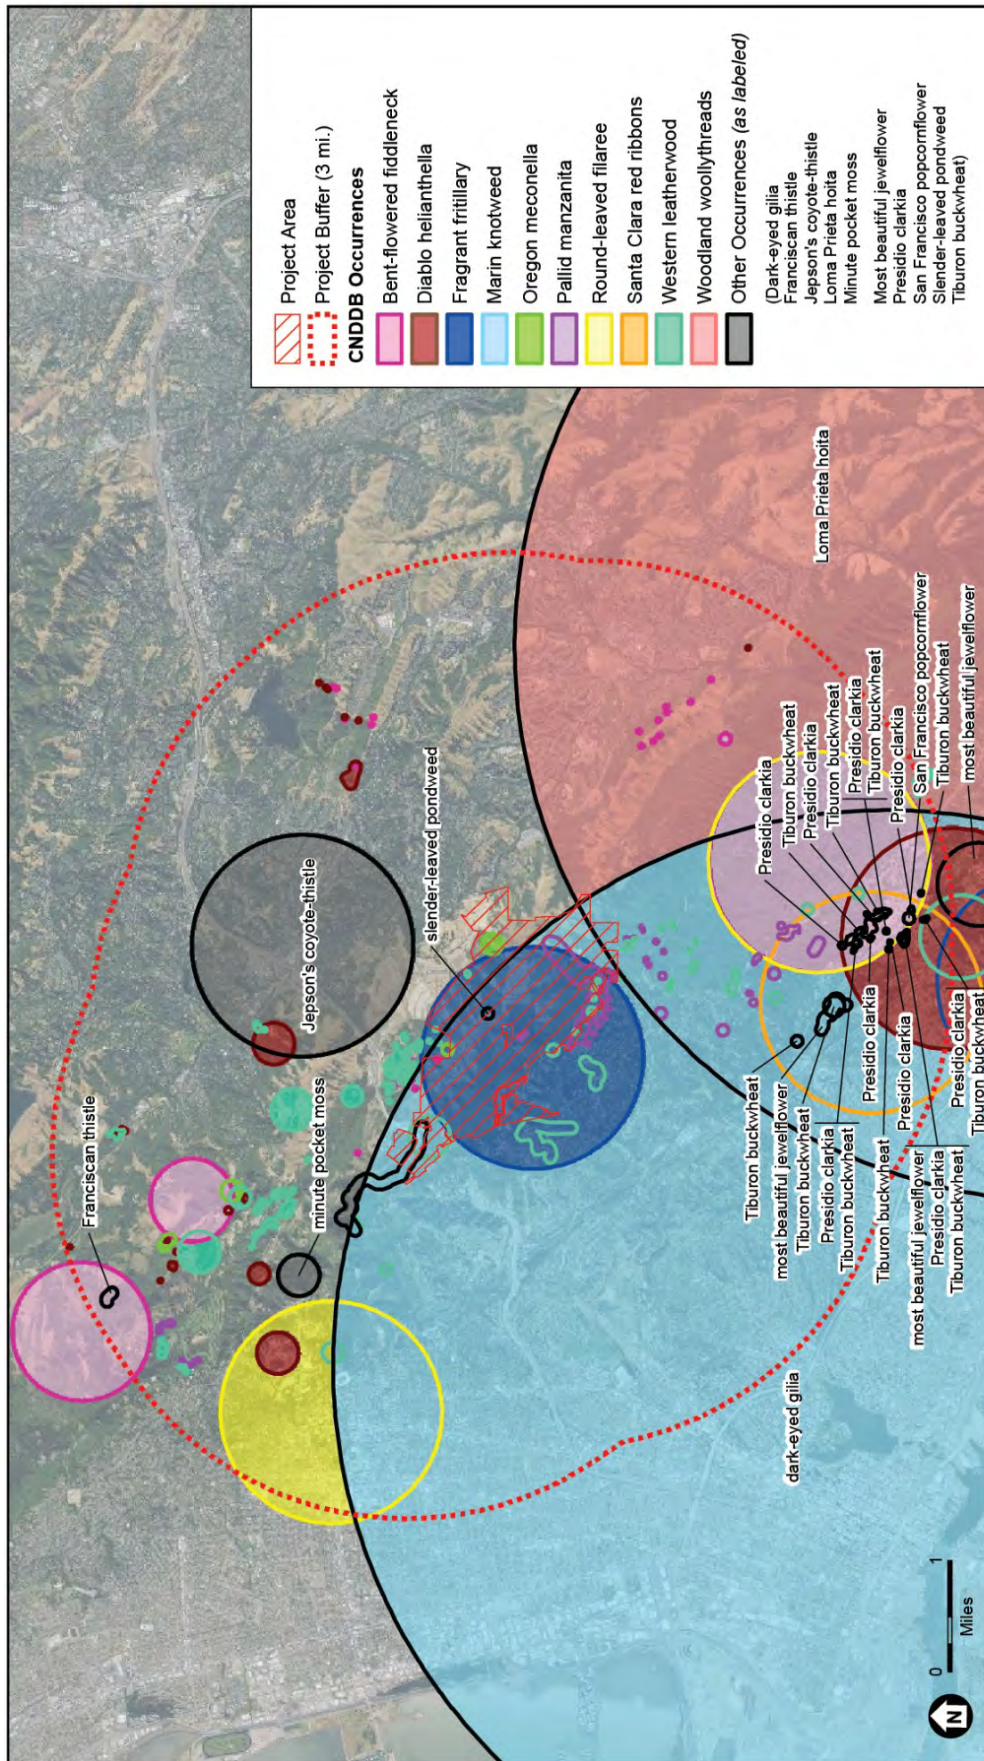 Project Area
Project Buffer (3 mi.)
CNDDB Occurrences
Bent-flowered fiddleneck
Diablo helianthella
Fragrant fritillary
Marin knotweed
Oregon meconella
Pallid manzanita
Round-leaved filaree
Santa Clara red ribbons
Western leatherwood
Woodland woollythreads
Other Occurrences (as labeled)
(Dark-eyed gilia
Franciscan thistle
Jepson's coyote-thistle
Loma Prieta hoita
Minute pocket moss
Most beautiful jewelflower
Presidio clarkia
San Francisco popcornflower
Slender-leaved pondweed
Tiburon buckwheat)
Franciscan thistle
minute pocket moss
Jepson's coyote-thistle
slender-leaved pondweed
Loma Prieta hoita
dark-eyed gilia
Presidio clarkia
Tiburon buckwheat
Presidio clarkia
Tiburon buckwheat
Presidio clarkia
Tiburon buckwheat
Presidio clarkia
San Francisco popcornflower
Tiburon buckwheat
most beautiful jewelflower
Tiburon buckwheat
most beautiful jewelflower
Tiburon buckwheat
Presidio clarkia
Tiburon buckwheat
Presidio clarkia
Tiburon buckwheat
Presidio clarkia
most beautiful jewelflower
Presidio clarkia
Tiburon buckwheat
Presidio clarkia
Tiburon buckwheat
N
0 1
Miles